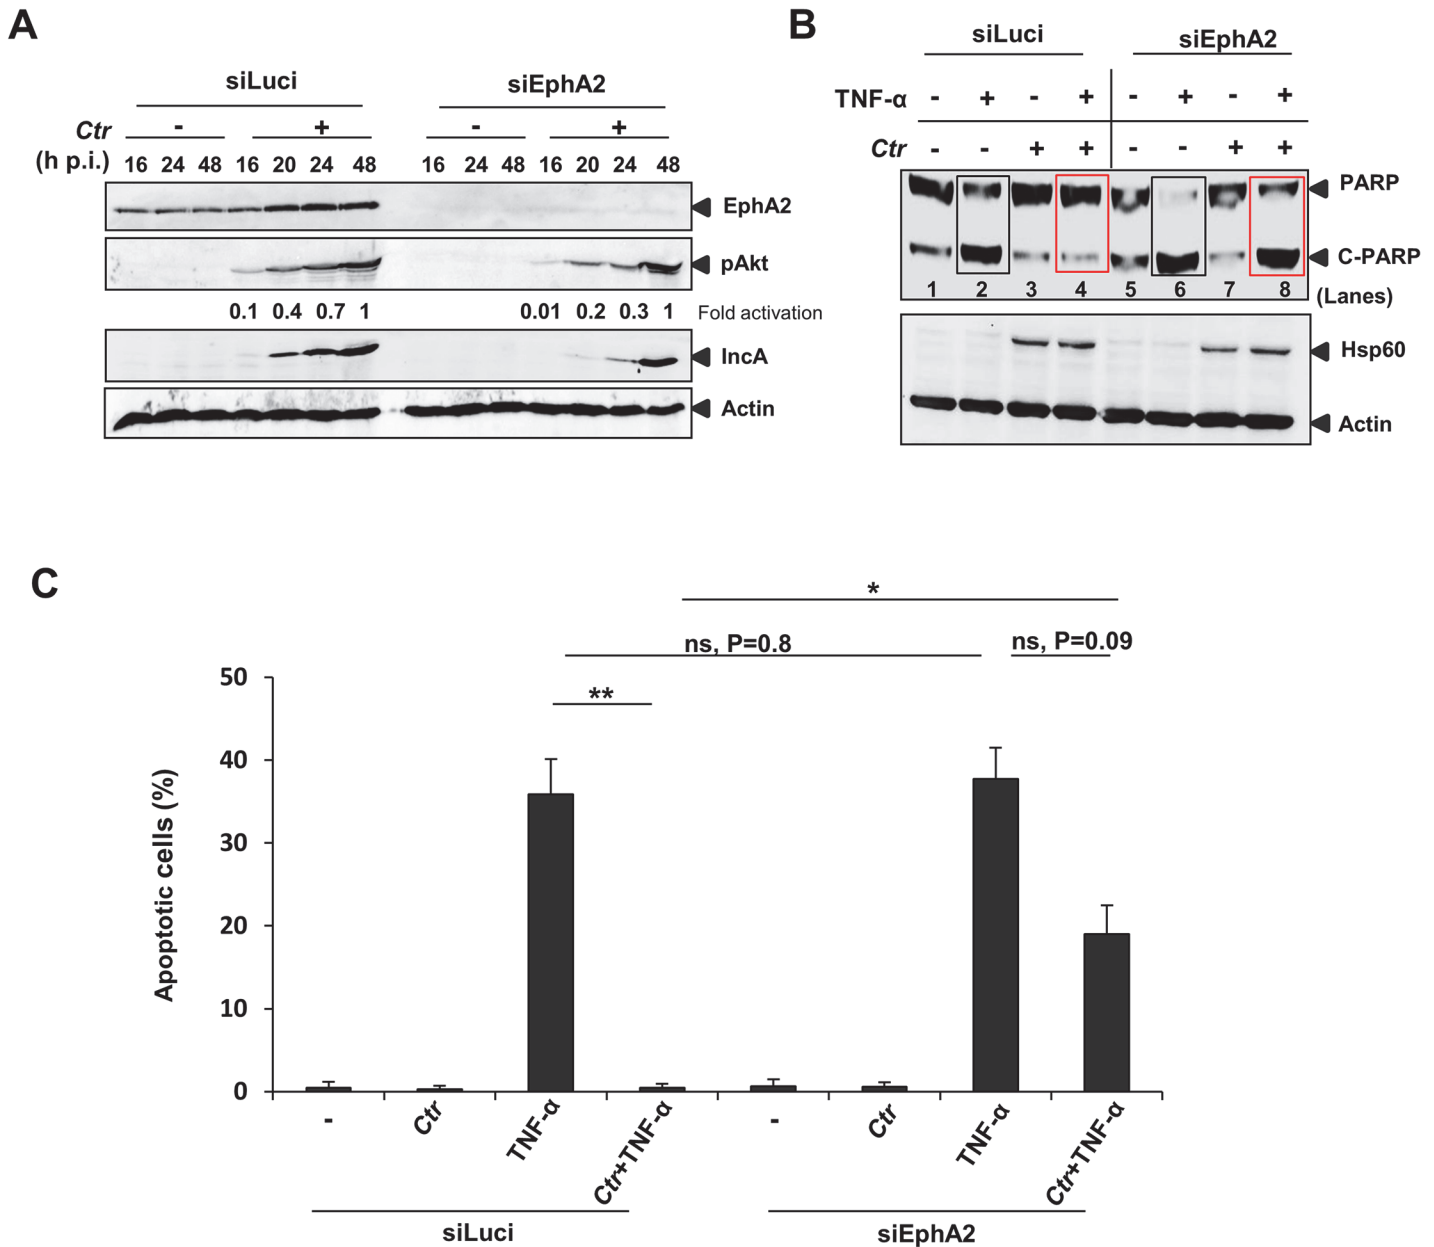 A
siLuci siEphA2
Ctr - + - +
(h p.i.) 16 24 48 16 20 24 48 16 24 48 16 20 24 48
EphA2
pAkt
0.1 0.4 0.7 1 0.01 0.2 0.3 1 Fold activation
IncA
Actin
B
siLuci siEphA2
TNF-α - + - + - + - +
Ctr - - + + - - + +
PARP
C-PARP
1 2 3 4 5 6 7 8 (Lanes)
Hsp60
Actin
C
*
ns, P=0.8 ns, P=0.09
**
Apoptotic cells (%)
50
40
30
20
10
0
- Ctr TNF-α Ctr+TNF-α - Ctr TNF-α Ctr+TNF-α
siLuci siEphA2